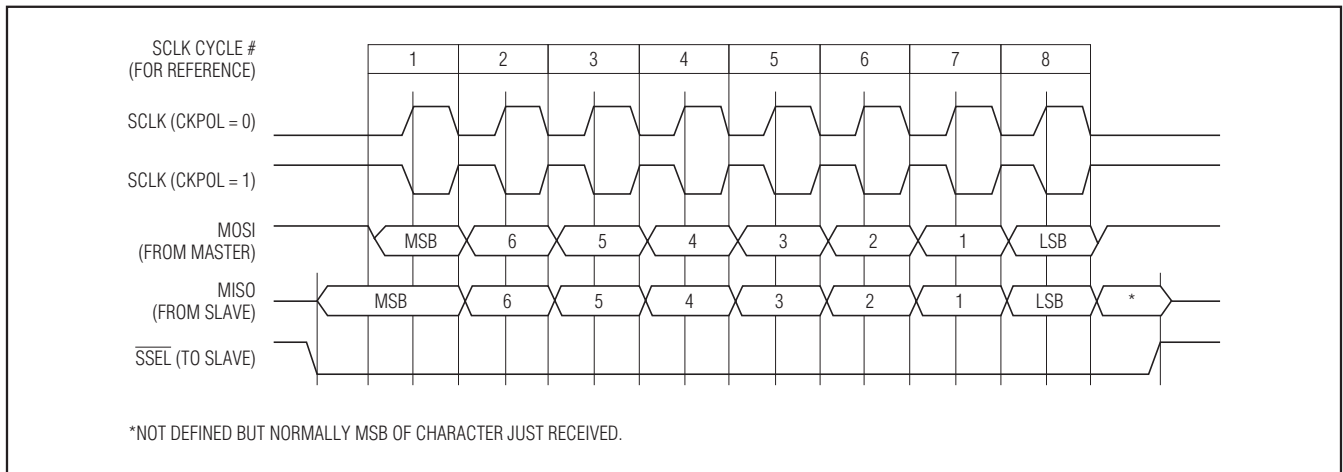 SCLK CYCLE #
(FOR REFERENCE)
1 2 3 4 5 6 7 8
SCLK (CKPOL = 0)
SCLK (CKPOL = 1)
MOSI
(FROM MASTER)
MSB 6 5 4 3 2 1 LSB
MISO
(FROM SLAVE)
MSB 6 5 4 3 2 1 LSB *
SSEL (TO SLAVE)
*NOT DEFINED BUT NORMALLY MSB OF CHARACTER JUST RECEIVED.